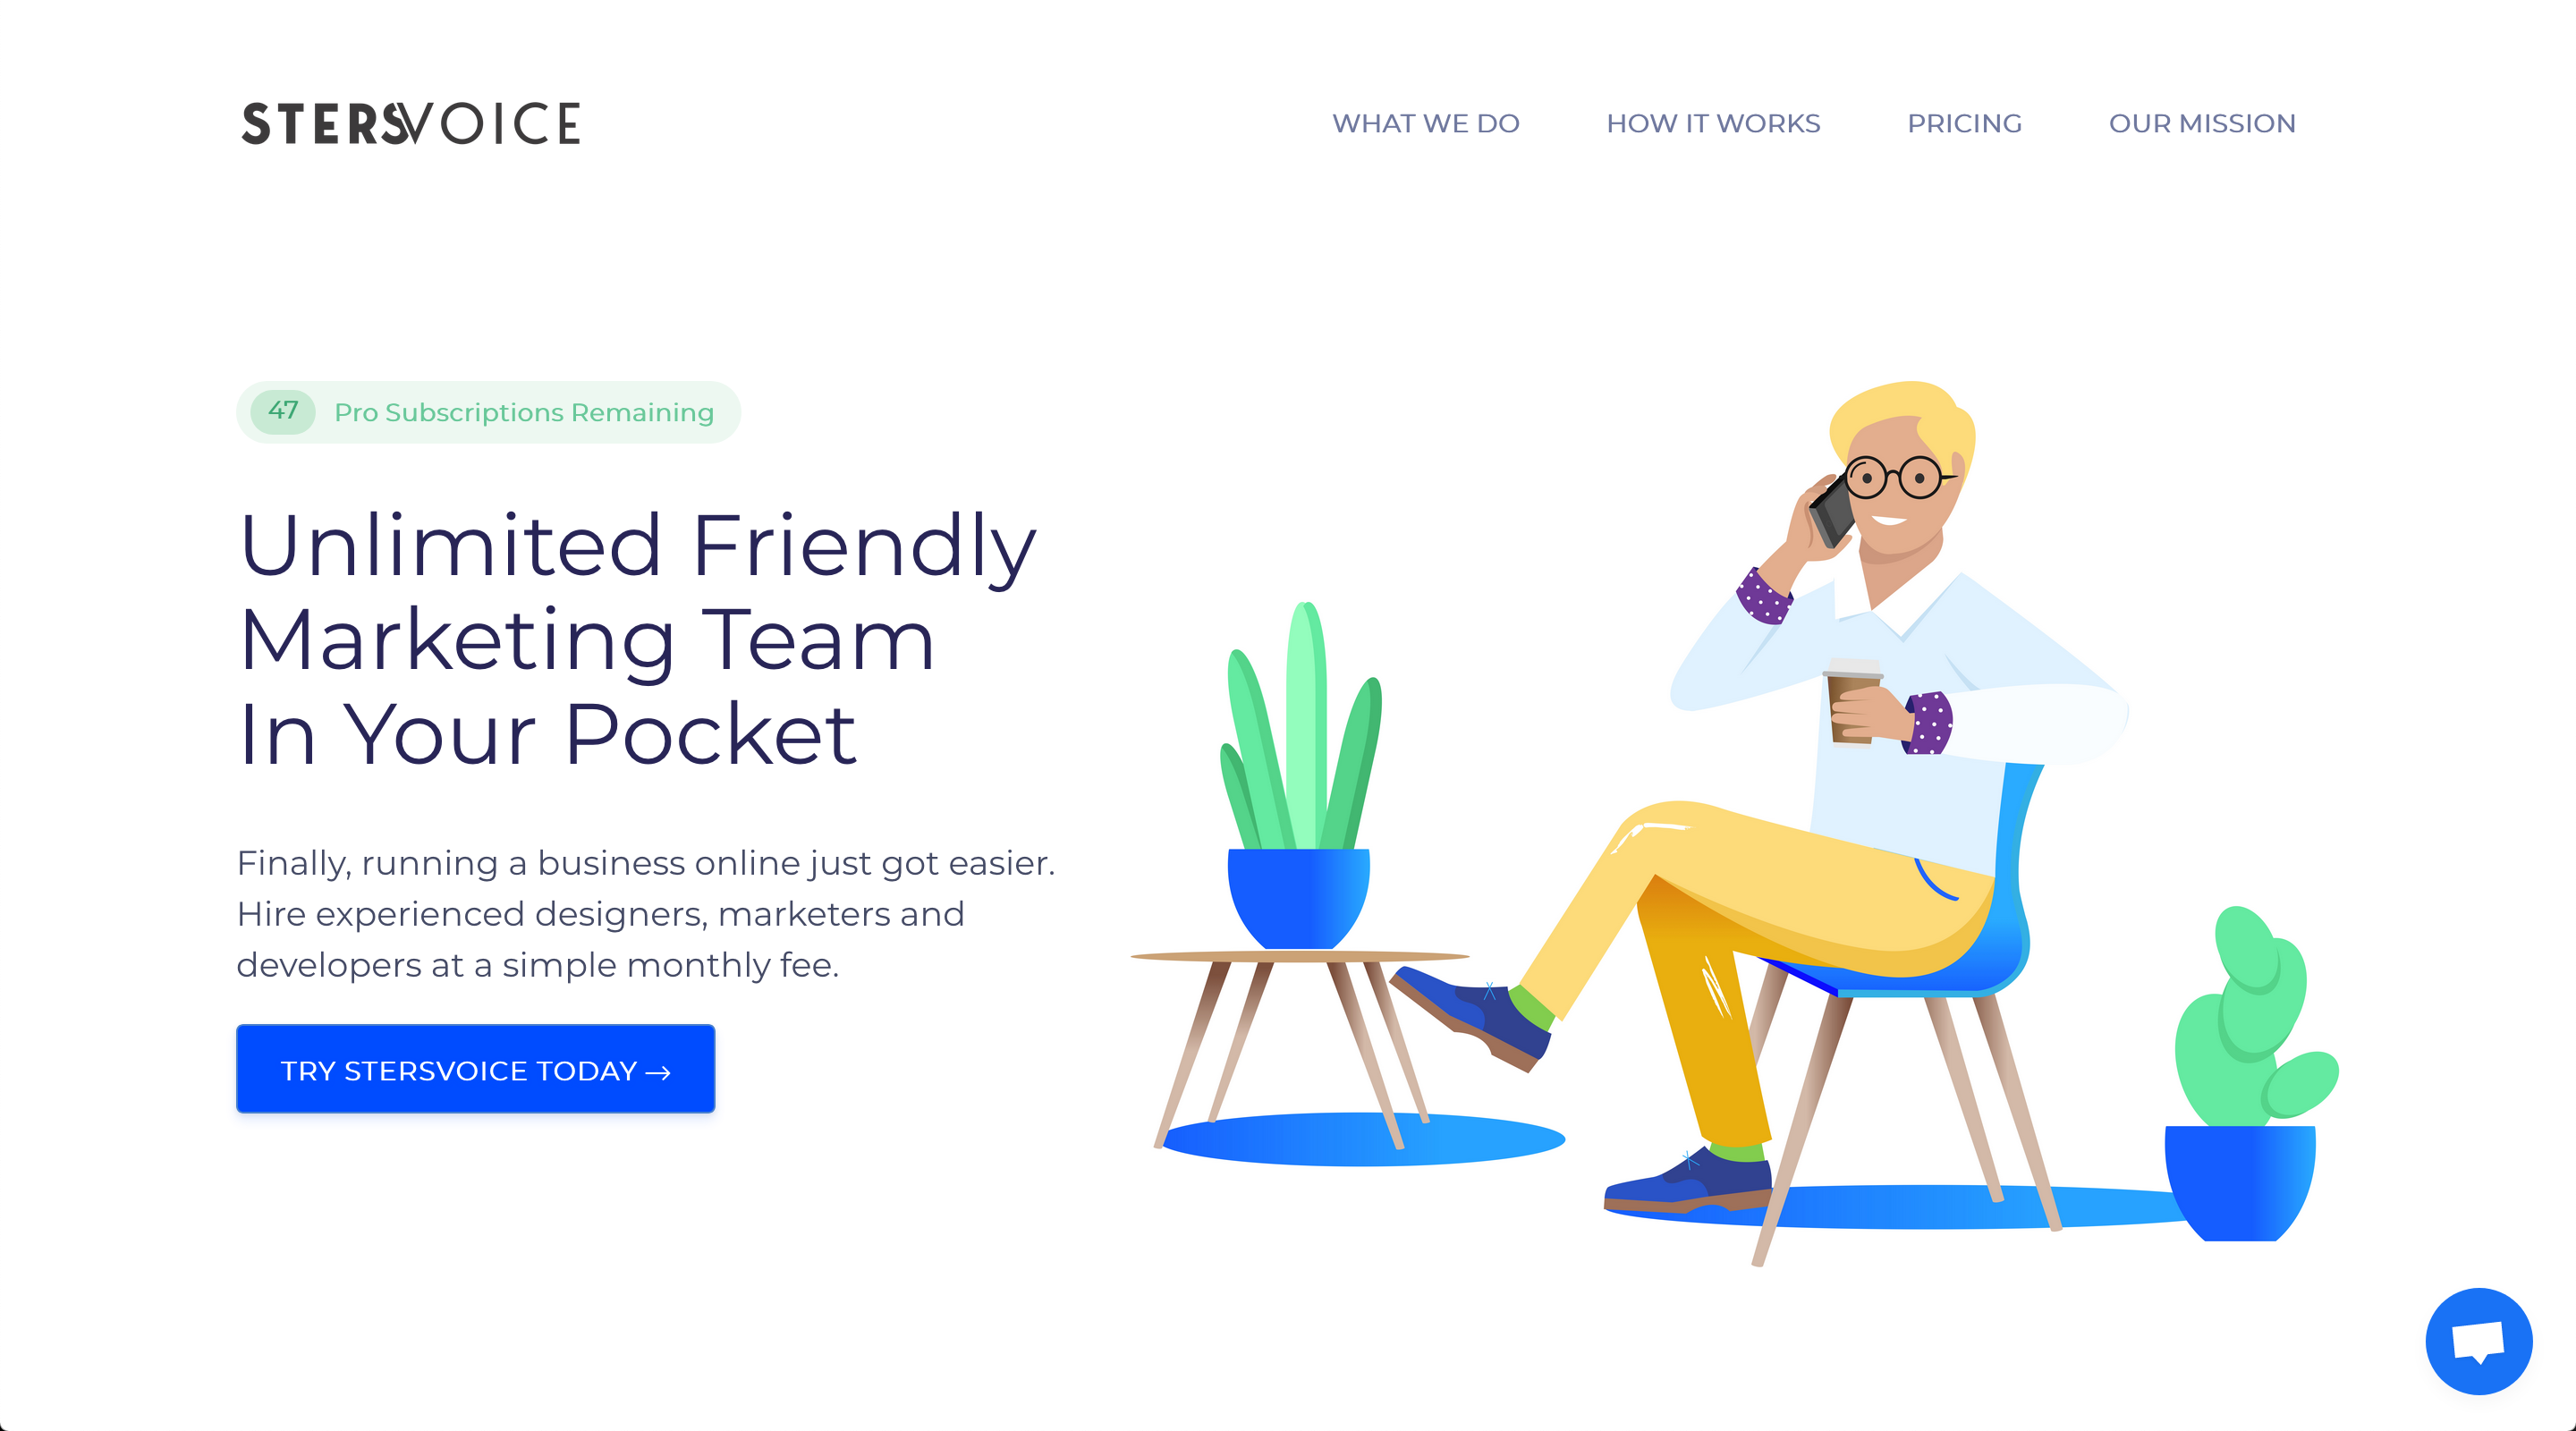 STERSVOICE
WHAT WE DO
HOW IT WORKS
PRICING
OUR MISSION
47 Pro Subscriptions Remaining
Unlimited Friendly
Marketing Team
In Your Pocket
Finally, running a business online just got easier.
Hire experienced designers, marketers and
developers at a simple monthly fee.
TRY STERSVOICE TODAY →